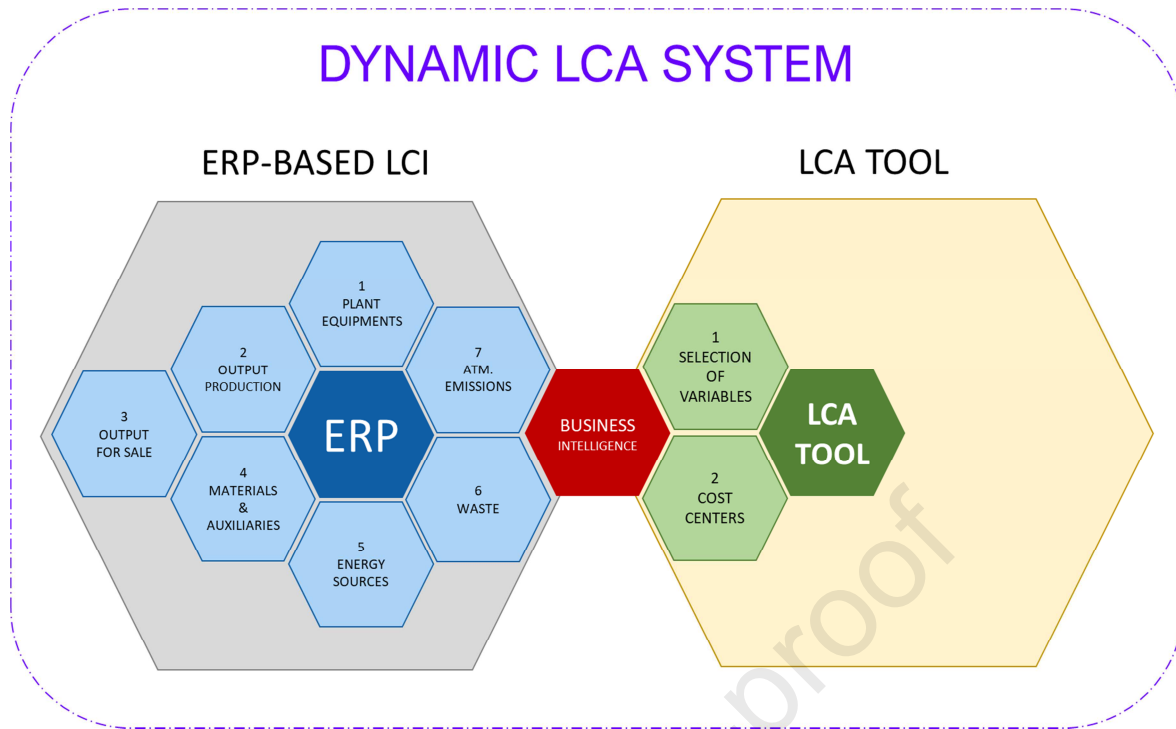 DYNAMIC LCA SYSTEM
ERP-BASED LCI
LCA TOOL
1
PLANT
EQUIPMENTS
2
OUTPUT
PRODUCTION
7
ATM.
EMISSIONS
3
OUTPUT
FOR SALE
ERP
4
MATERIALS
&
AUXILIARIES
6
WASTE
5
ENERGY
SOURCES
BUSINESS
INTELLIGENCE
1
SELECTION
OF
VARIABLES
2
COST
CENTERS
LCA
TOOL
proof